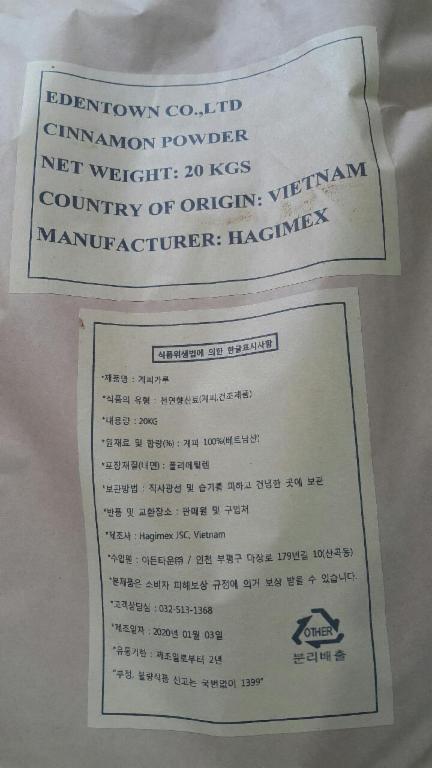 EDENTOWN CO.,LTD
CINNAMON POWDER
NET WEIGHT: 20 KGS
COUNTRY OF ORIGIN: VIETNAM
MANUFACTURER: HAGIMEX
식품위생법에 의한 한글표시사항
*제품명 : 계피가루
*식품의 유형 : 천연향신료(계피,건조제품)
*내용량 : 20KG
*원재료 및 함량(%) : 계피 100%(베트남산)
*포장재질(내면) : 폴리에틸렌
*보관방법 : 직사광선 및 습기를 피하고 건냉한 곳에 보관
*반품 및 교환장소 : 판매원 및 구입처
*제조사 : Hagimex JSC, Vietnam
*수입원 : 이든타운㈜ / 인천 부평구 마장로 179번길 10(산곡동)
*본제품은 소비자 피해보상 규정에 의거 보상 받을 수 있습니다.
*고객상담실 : 032-513-1368
*제조일자 : 2020년 01월 03일
*유통기한 : 제조일로부터 2년
"부정, 불량식품 신고는 국번없이 1399"
OTHER
분리배출